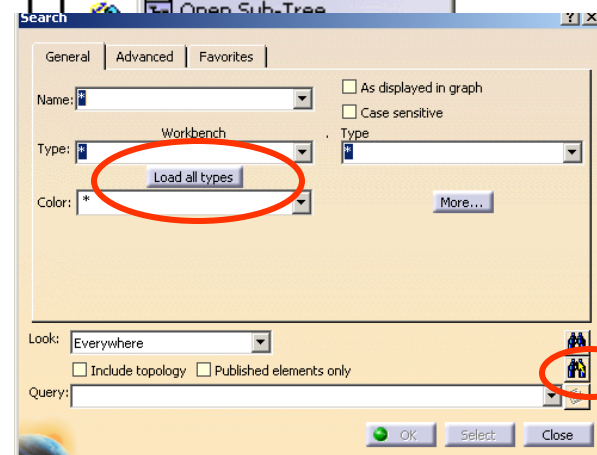 Open Sub-Tree
Search
General Advanced Favorites
Name: * As displayed in graph
Case sensitive
Workbench . Type
Type: * *
Load all types
Color: * More...
Look: Everywhere
Include topology Published elements only
Query:
OK Select Close